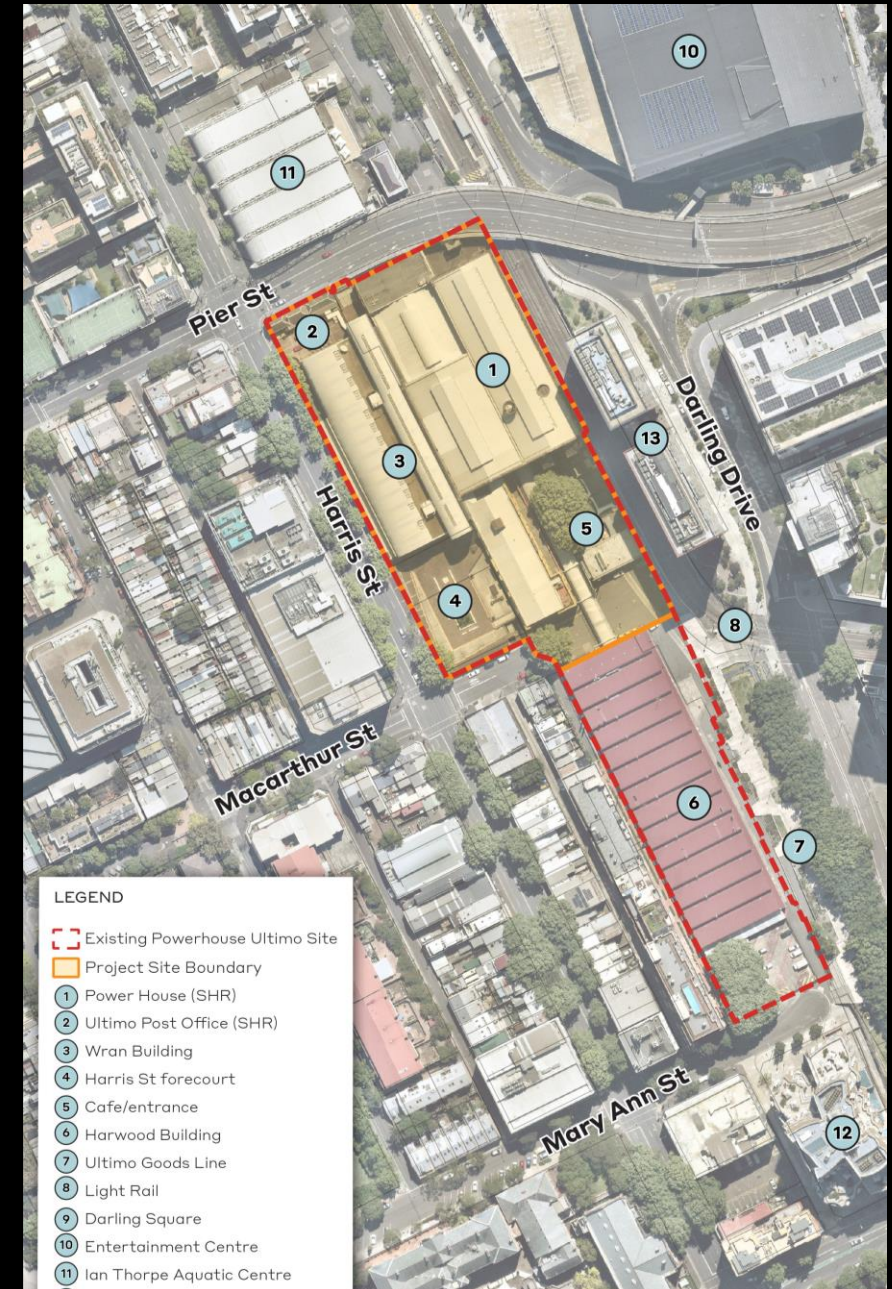 10
11
Pier St
2
1
Darling Drive
13
3
Harris St
5
4
8
Macarthur St
6
7
LEGEND
Existing Powerhouse Ultimo Site
Project Site Boundary
1 Power House (SHR)
2 Ultimo Post Office (SHR)
3 Wran Building
4 Harris St forecourt
5 Cafe/entrance
6 Harwood Building
7 Ultimo Goods Line
8 Light Rail
9 Darling Square
10 Entertainment Centre
11 Ian Thorpe Aquatic Centre
Mary Ann St
12